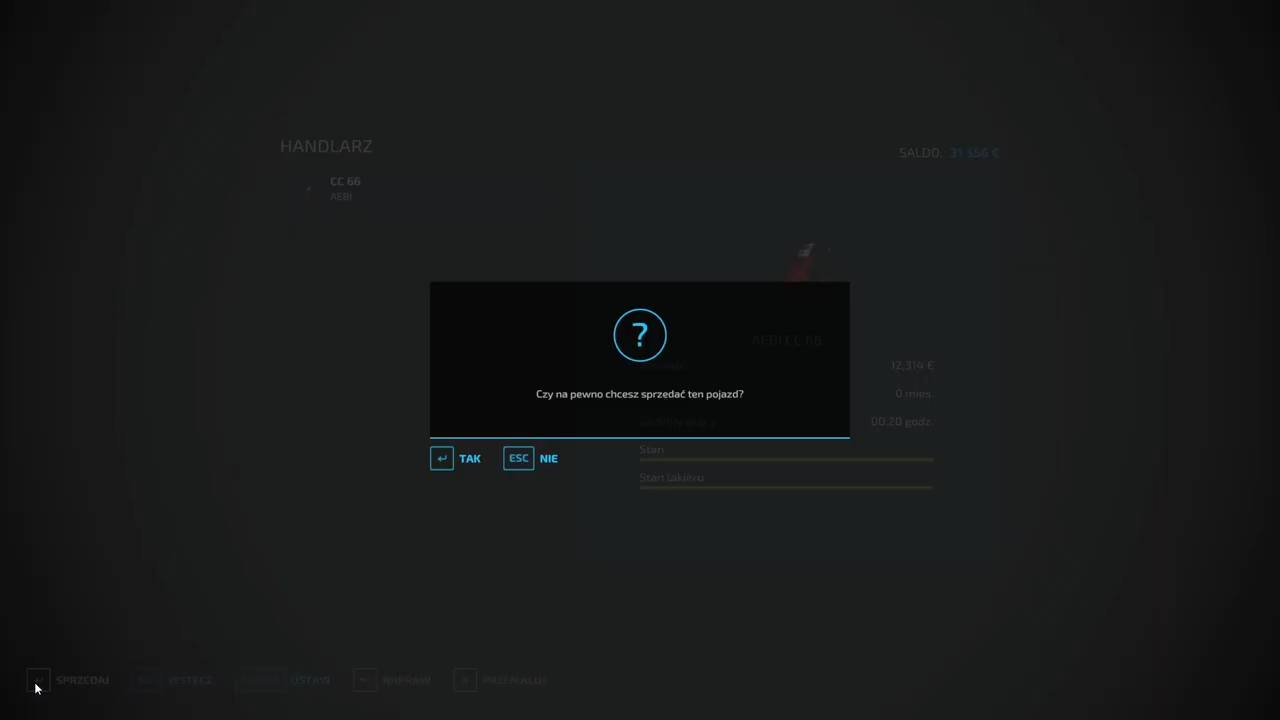 HANDLARZ
SALDO: 31 556 €
CC 66
AEBI
?
AEBI CC 66
12,314 €
Czy na pewno chcesz sprzedać ten pojazd?
0 mies.
00:20 godz.
TAK
ESC NIE
Stan
Stan lakieru
SPRZEDAJ
WSTECZ
USTAW
NAPRAW
PRZEMALUJ